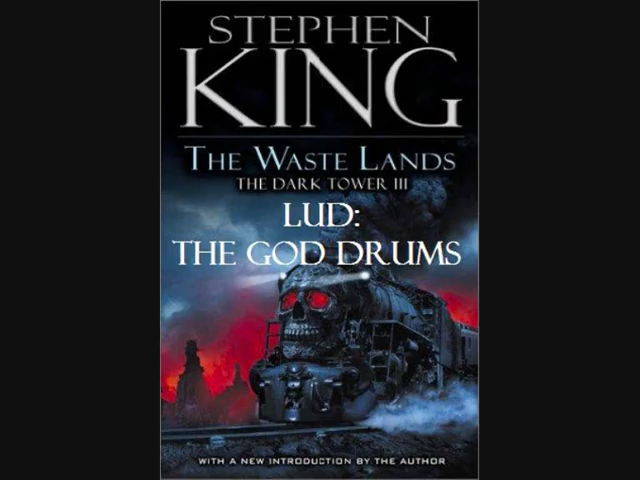 STEPHEN
KING
THE WASTE LANDS
THE DARK TOWER III
LUD:
THE GOD DRUMS
WITH A NEW INTRODUCTION BY THE AUTHOR